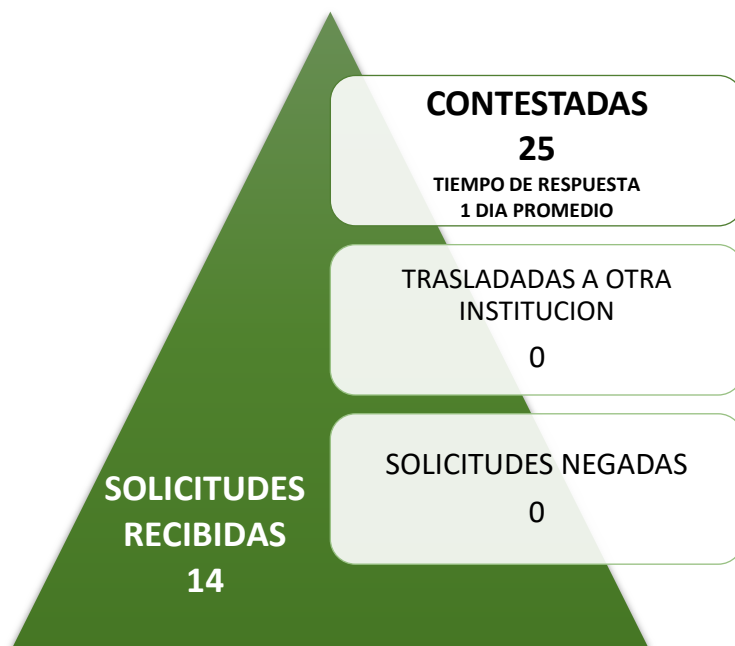 CONTESTADAS
25
TIEMPO DE RESPUESTA
1 DIA PROMEDIO
TRASLADADAS A OTRA
INSTITUCION
0
SOLICITUDES NEGADAS
0
SOLICITUDES
RECIBIDAS
14